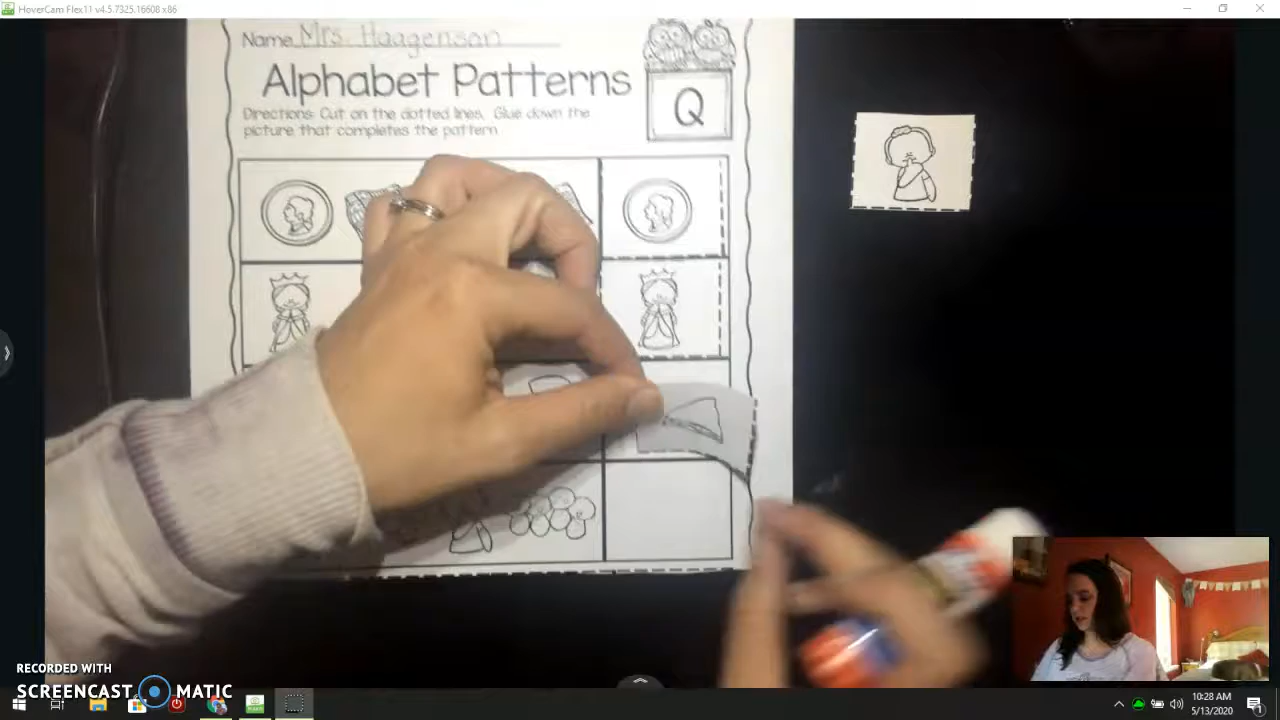 HoverCam Flex11 v4.5.7325.16608 x86
Name Mrs. Haagenson
Alphabet Patterns
Q
Directions: Cut on the dotted lines. Glue down the
picture that completes the pattern.
RECORDED WITH
SCREENCAST MATIC
10:28 AM
5/13/2020